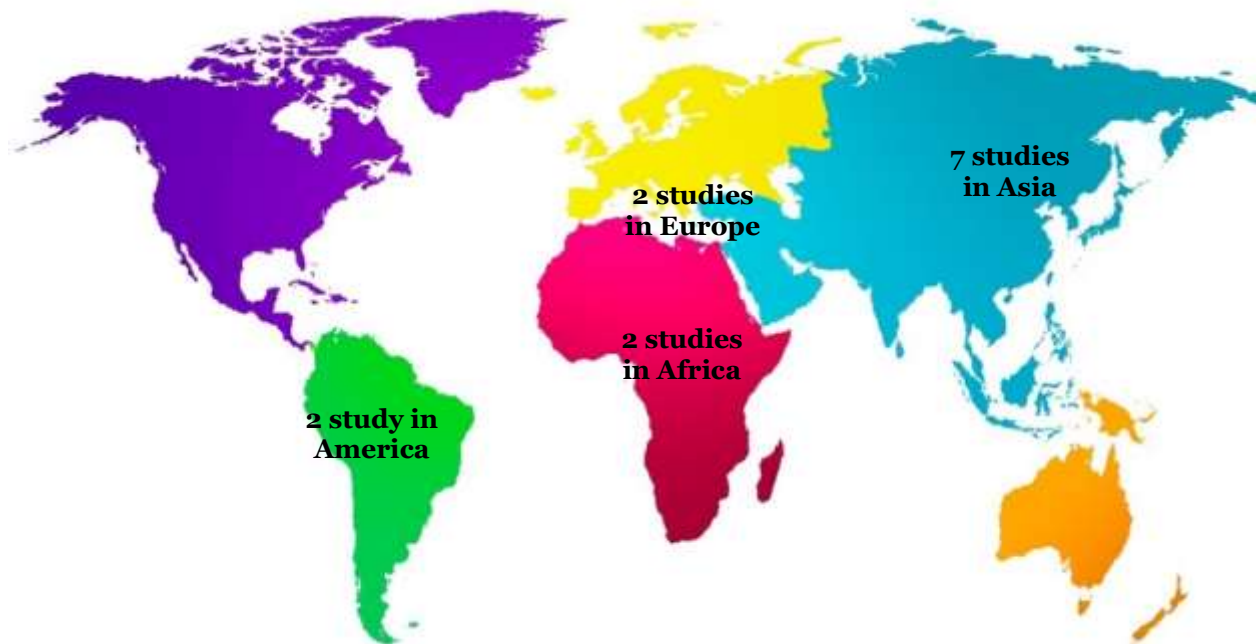 7 studies
in Asia
2 studies
in Europe
2 studies
in Africa
2 study in
America